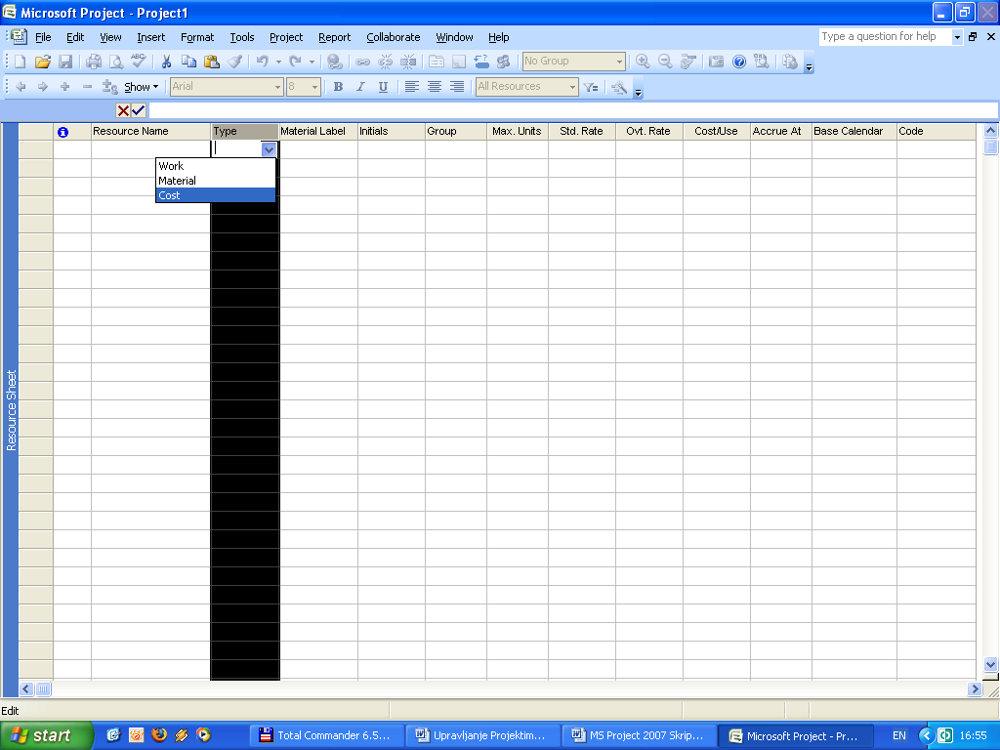 Microsoft Project - Project1
File Edit View Insert Format Tools Project Report Collaborate Window Help Type a question for help
No Group
Show Arial 8 B I U All Resources
Resource Name Type Material Label Initials Group Max. Units Std. Rate Ovt. Rate Cost/Use Accrue At Base Calendar Code
Work
Material
Cost
Resource Sheet
Edit
start Total Commander 6.5... Upravljanje Projektim... MS Project 2007 Skrip... Microsoft Project - Pr... EN 16:55